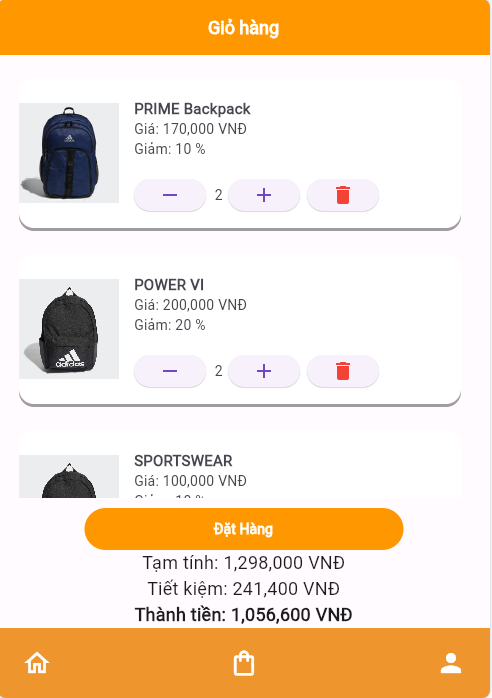 Giỏ hàng
PRIME Backpack
Giá: 170,000 VNĐ
Giảm: 10 %
2
POWER VI
Giá: 200,000 VNĐ
Giảm: 20 %
adidas
2
SPORTSWEAR
Giá: 100,000 VNĐ
Đặt Hàng
Tạm tính: 1,298,000 VNĐ
Tiết kiệm: 241,400 VNĐ
Thành tiền: 1,056,600 VNĐ